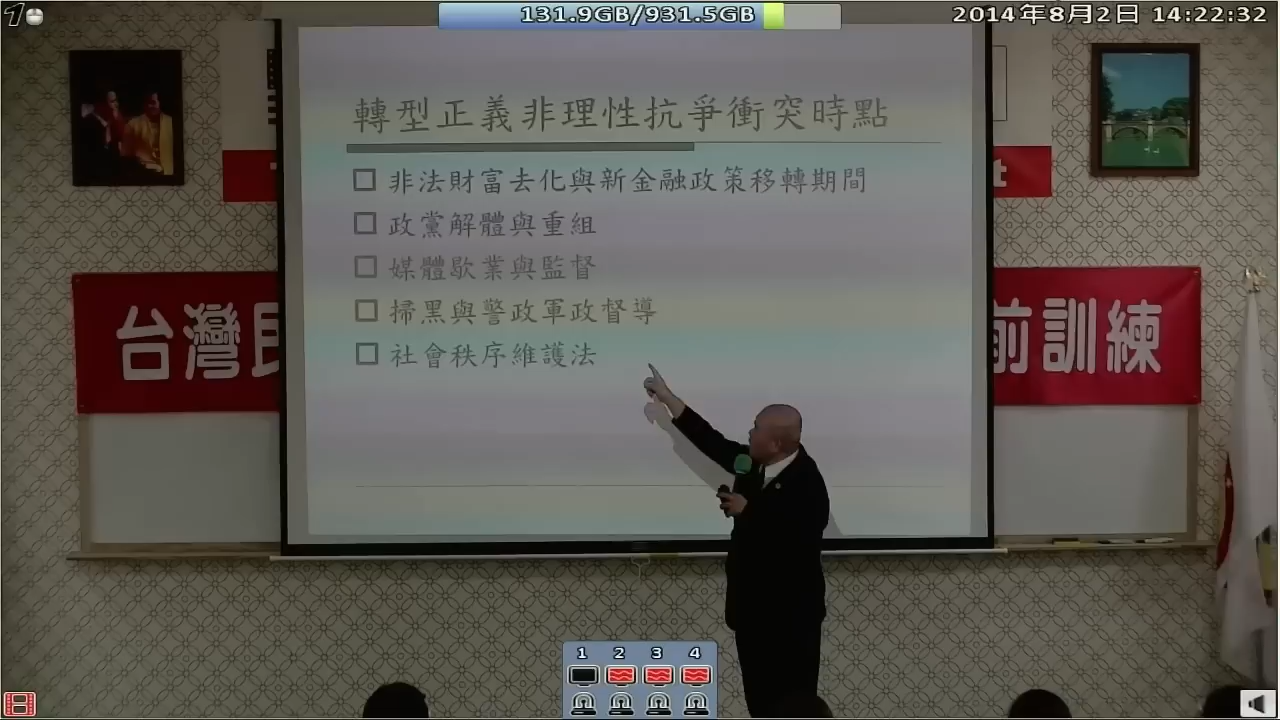 131.9GB/931.5GB
2014年8月2日 14:22:32
轉型正義非理性抗爭衝突時點
非法財富去化與新金融政策移轉期間
政黨解體與重組
媒體歇業與監督
掃黑與警政軍政督導
社會秩序維護法
台灣民
前訓練
t
1 2 3 4